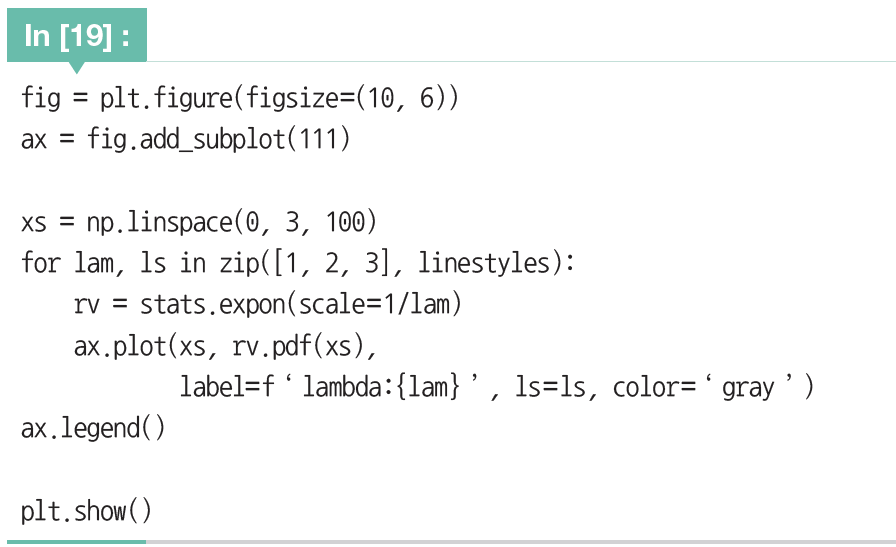 In [19] :
fig = plt.figure(figsize=(10, 6))
ax = fig.add_subplot(111)
xs = np.linspace(0, 3, 100)
for lam, ls in zip([1, 2, 3], linestyles):
    rv = stats.expon(scale=1/lam)
    ax.plot(xs, rv.pdf(xs),
            label=f ‘ lambda:{lam} ’ , ls=ls, color= ‘ gray ’ )
ax.legend()
plt.show()